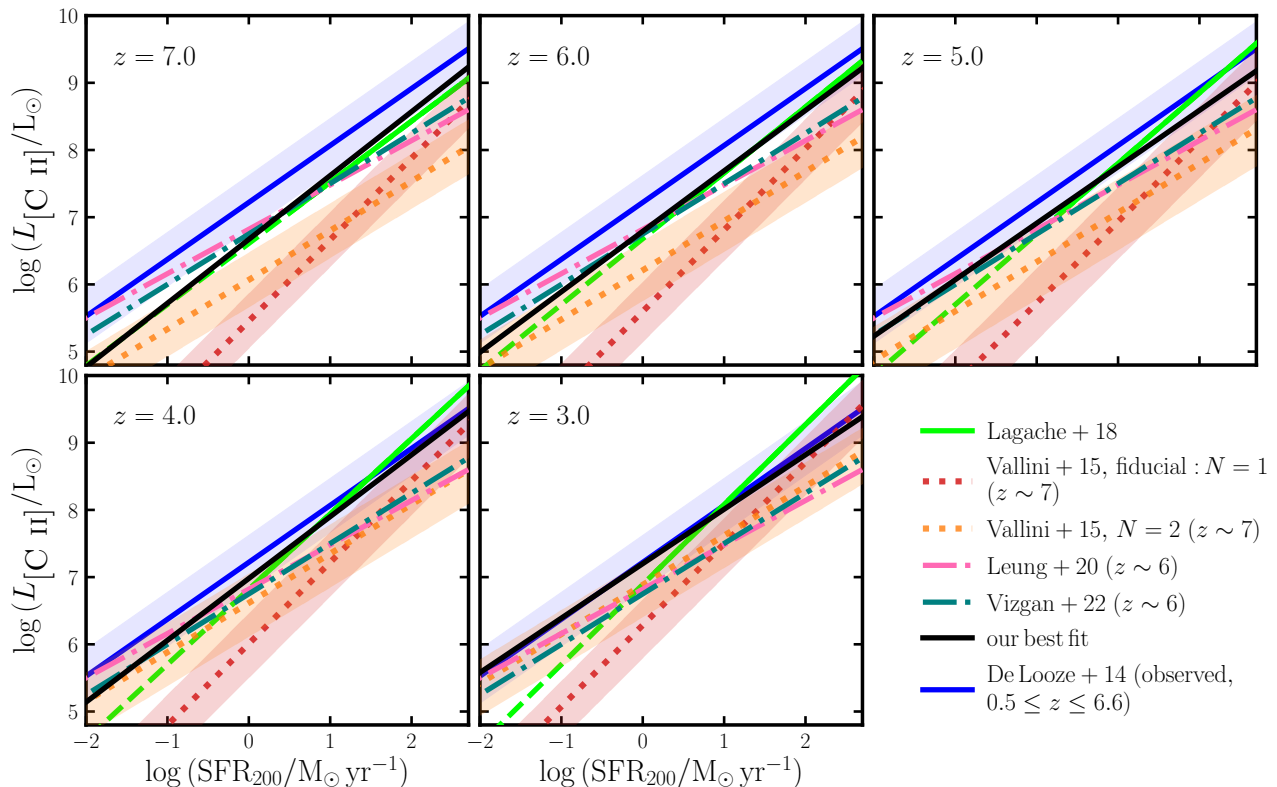 10
9
8
7
6
5
log (L[C II]/L⊙)
z = 7.0
z = 6.0
z = 5.0
10
9
8
7
6
5
log (L[C II]/L⊙)
z = 4.0
z = 3.0
−2
−1
0
1
2
−2
−1
0
1
2
log (SFR200/M⊙ yr−1)
log (SFR200/M⊙ yr−1)
Lagache + 18
Vallini + 15, fiducial : N = 1
(z ∼ 7)
Vallini + 15, N = 2 (z ∼ 7)
Leung + 20 (z ∼ 6)
Vizgan + 22 (z ∼ 6)
our best fit
De Looze + 14 (observed,
0.5 ≤ z ≤ 6.6)